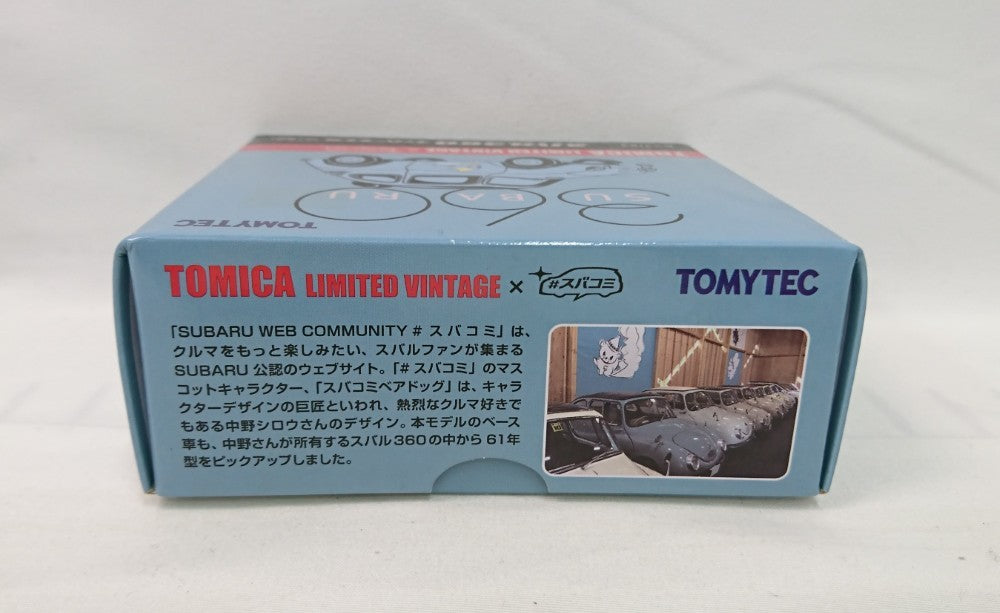 TOMICA LIMITED VINTAGE
SU BA RU
TOMYTEC
TOMICA LIMITED VINTAGE × #スバコミ TOMYTEC
「SUBARU WEB COMMUNITY # スバコミ」は、
クルマをもっと楽しみたい、スバルファンが集まる
SUBARU 公認のウェブサイト。「# スバコミ」のマス
コットキャラクター、「スバコミベアドッグ」は、キャラ
クターデザインの巨匠といわれ、熱烈なクルマ好きで
もある中野シロウさんのデザイン。本モデルのベース
車も、中野さんが所有するスバル360の中から61年
型をピックアップしました。